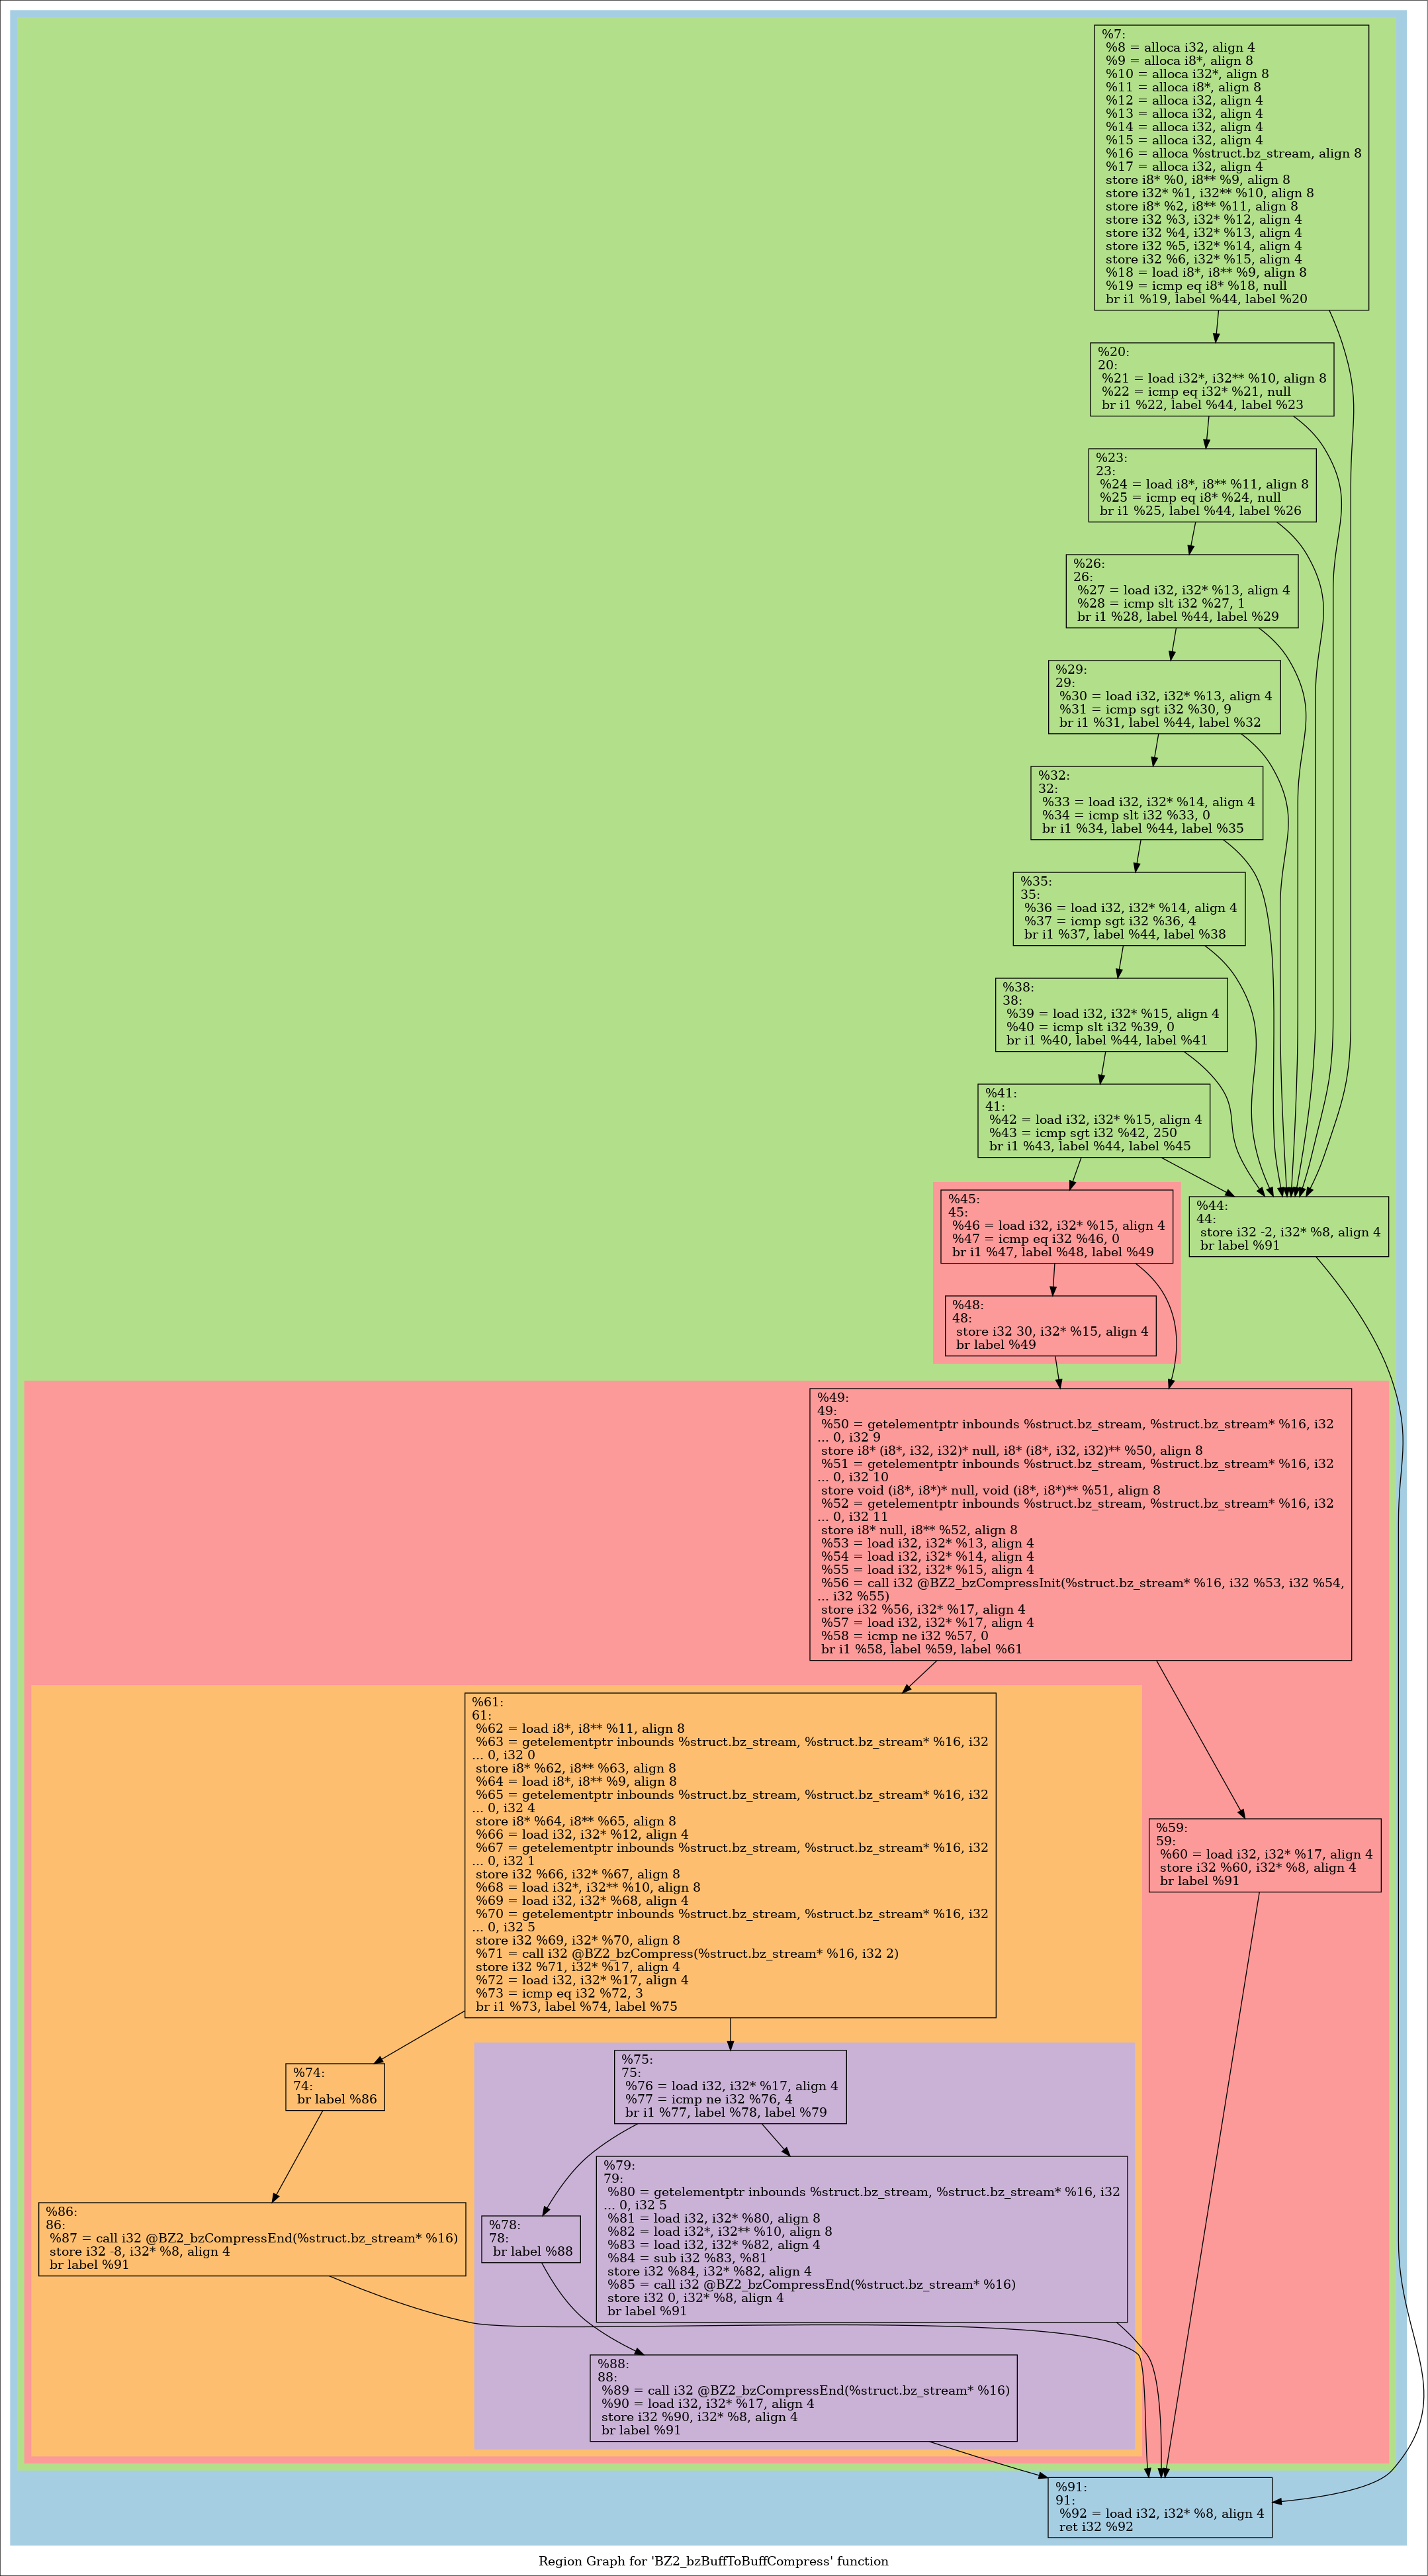 %7:
%8 = alloca i32, align 4
%9 = alloca i8*, align 8
%10 = alloca i32*, align 8
%11 = alloca i8*, align 8
%12 = alloca i32, align 4
%13 = alloca i32, align 4
%14 = alloca i32, align 4
%15 = alloca i32, align 4
%16 = alloca %struct.bz_stream, align 8
%17 = alloca i32, align 4
store i8* %0, i8** %9, align 8
store i32* %1, i32** %10, align 8
store i8* %2, i8** %11, align 8
store i32 %3, i32* %12, align 4
store i32 %4, i32* %13, align 4
store i32 %5, i32* %14, align 4
store i32 %6, i32* %15, align 4
%18 = load i8*, i8** %9, align 8
%19 = icmp eq i8* %18, null
br i1 %19, label %44, label %20
%20:
20:
%21 = load i32*, i32** %10, align 8
%22 = icmp eq i32* %21, null
br i1 %22, label %44, label %23
%23:
23:
%24 = load i8*, i8** %11, align 8
%25 = icmp eq i8* %24, null
br i1 %25, label %44, label %26
%26:
26:
%27 = load i32, i32* %13, align 4
%28 = icmp slt i32 %27, 1
br i1 %28, label %44, label %29
%29:
29:
%30 = load i32, i32* %13, align 4
%31 = icmp sgt i32 %30, 9
br i1 %31, label %44, label %32
%32:
32:
%33 = load i32, i32* %14, align 4
%34 = icmp slt i32 %33, 0
br i1 %34, label %44, label %35
%35:
35:
%36 = load i32, i32* %14, align 4
%37 = icmp sgt i32 %36, 4
br i1 %37, label %44, label %38
%38:
38:
%39 = load i32, i32* %15, align 4
%40 = icmp slt i32 %39, 0
br i1 %40, label %44, label %41
%41:
41:
%42 = load i32, i32* %15, align 4
%43 = icmp sgt i32 %42, 250
br i1 %43, label %44, label %45
%45:
45:
%46 = load i32, i32* %15, align 4
%47 = icmp eq i32 %46, 0
br i1 %47, label %48, label %49
%44:
44:
store i32 -2, i32* %8, align 4
br label %91
%48:
48:
store i32 30, i32* %15, align 4
br label %49
%49:
49:
%50 = getelementptr inbounds %struct.bz_stream, %struct.bz_stream* %16, i32
... 0, i32 9
store i8* (i8*, i32, i32)* null, i8* (i8*, i32, i32)** %50, align 8
%51 = getelementptr inbounds %struct.bz_stream, %struct.bz_stream* %16, i32
... 0, i32 10
store void (i8*, i8*)* null, void (i8*, i8*)** %51, align 8
%52 = getelementptr inbounds %struct.bz_stream, %struct.bz_stream* %16, i32
... 0, i32 11
store i8* null, i8** %52, align 8
%53 = load i32, i32* %13, align 4
%54 = load i32, i32* %14, align 4
%55 = load i32, i32* %15, align 4
%56 = call i32 @BZ2_bzCompressInit(%struct.bz_stream* %16, i32 %53, i32 %54,
... i32 %55)
store i32 %56, i32* %17, align 4
%57 = load i32, i32* %17, align 4
%58 = icmp ne i32 %57, 0
br i1 %58, label %59, label %61
%61:
61:
%62 = load i8*, i8** %11, align 8
%63 = getelementptr inbounds %struct.bz_stream, %struct.bz_stream* %16, i32
... 0, i32 0
store i8* %62, i8** %63, align 8
%64 = load i8*, i8** %9, align 8
%65 = getelementptr inbounds %struct.bz_stream, %struct.bz_stream* %16, i32
... 0, i32 4
store i8* %64, i8** %65, align 8
%66 = load i32, i32* %12, align 4
%67 = getelementptr inbounds %struct.bz_stream, %struct.bz_stream* %16, i32
... 0, i32 1
store i32 %66, i32* %67, align 8
%68 = load i32*, i32** %10, align 8
%69 = load i32, i32* %68, align 4
%70 = getelementptr inbounds %struct.bz_stream, %struct.bz_stream* %16, i32
... 0, i32 5
store i32 %69, i32* %70, align 8
%71 = call i32 @BZ2_bzCompress(%struct.bz_stream* %16, i32 2)
store i32 %71, i32* %17, align 4
%72 = load i32, i32* %17, align 4
%73 = icmp eq i32 %72, 3
br i1 %73, label %74, label %75
%59:
59:
%60 = load i32, i32* %17, align 4
store i32 %60, i32* %8, align 4
br label %91
%74:
74:
br label %86
%75:
75:
%76 = load i32, i32* %17, align 4
%77 = icmp ne i32 %76, 4
br i1 %77, label %78, label %79
%86:
86:
%87 = call i32 @BZ2_bzCompressEnd(%struct.bz_stream* %16)
store i32 -8, i32* %8, align 4
br label %91
%78:
78:
br label %88
%79:
79:
%80 = getelementptr inbounds %struct.bz_stream, %struct.bz_stream* %16, i32
... 0, i32 5
%81 = load i32, i32* %80, align 8
%82 = load i32*, i32** %10, align 8
%83 = load i32, i32* %82, align 4
%84 = sub i32 %83, %81
store i32 %84, i32* %82, align 4
%85 = call i32 @BZ2_bzCompressEnd(%struct.bz_stream* %16)
store i32 0, i32* %8, align 4
br label %91
%88:
88:
%89 = call i32 @BZ2_bzCompressEnd(%struct.bz_stream* %16)
%90 = load i32, i32* %17, align 4
store i32 %90, i32* %8, align 4
br label %91
%91:
91:
%92 = load i32, i32* %8, align 4
ret i32 %92
Region Graph for 'BZ2_bzBuffToBuffCompress' function